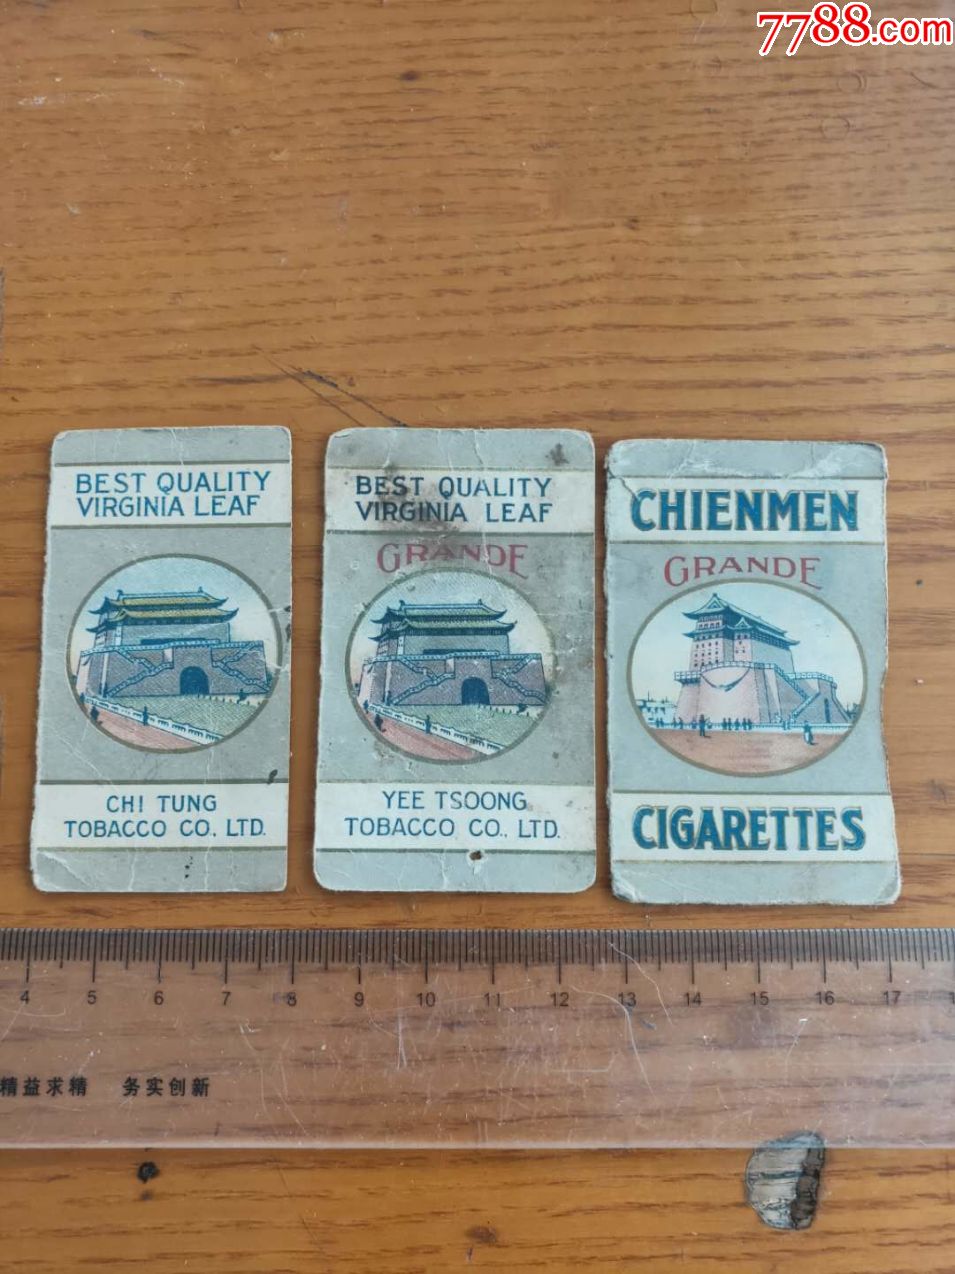 7788.com
BEST QUALITY
VIRGINIA LEAF
CHI TUNG
TOBACCO CO., LTD.
BEST QUALITY
VIRGINIA LEAF
GRANDE
YEE TSOONG
TOBACCO CO., LTD.
CHIENMEN
GRANDE
CIGARETTES
4 5 6 7 8 9 10 11 12 13 14 15 16 17
精益求精 务实创新